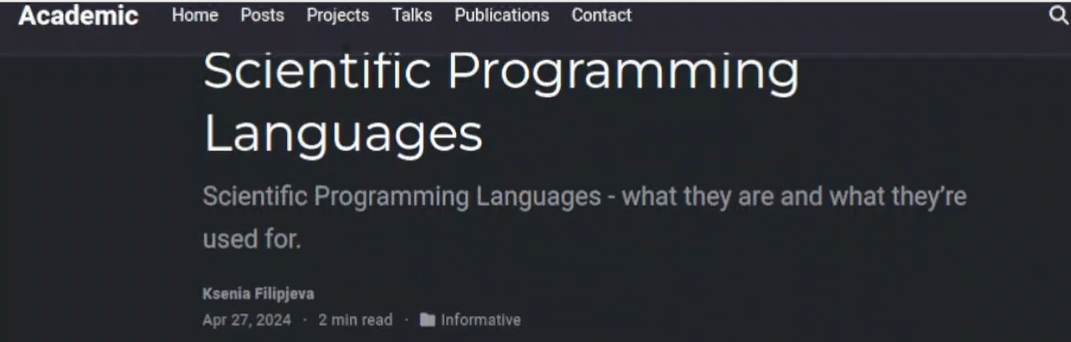 Academic Home Posts Projects Talks Publications Contact
Scientific Programming
Languages
Scientific Programming Languages - what they are and what they're
used for.
Ksenia Filipjeva
Apr 27, 2024 · 2 min read · Informative